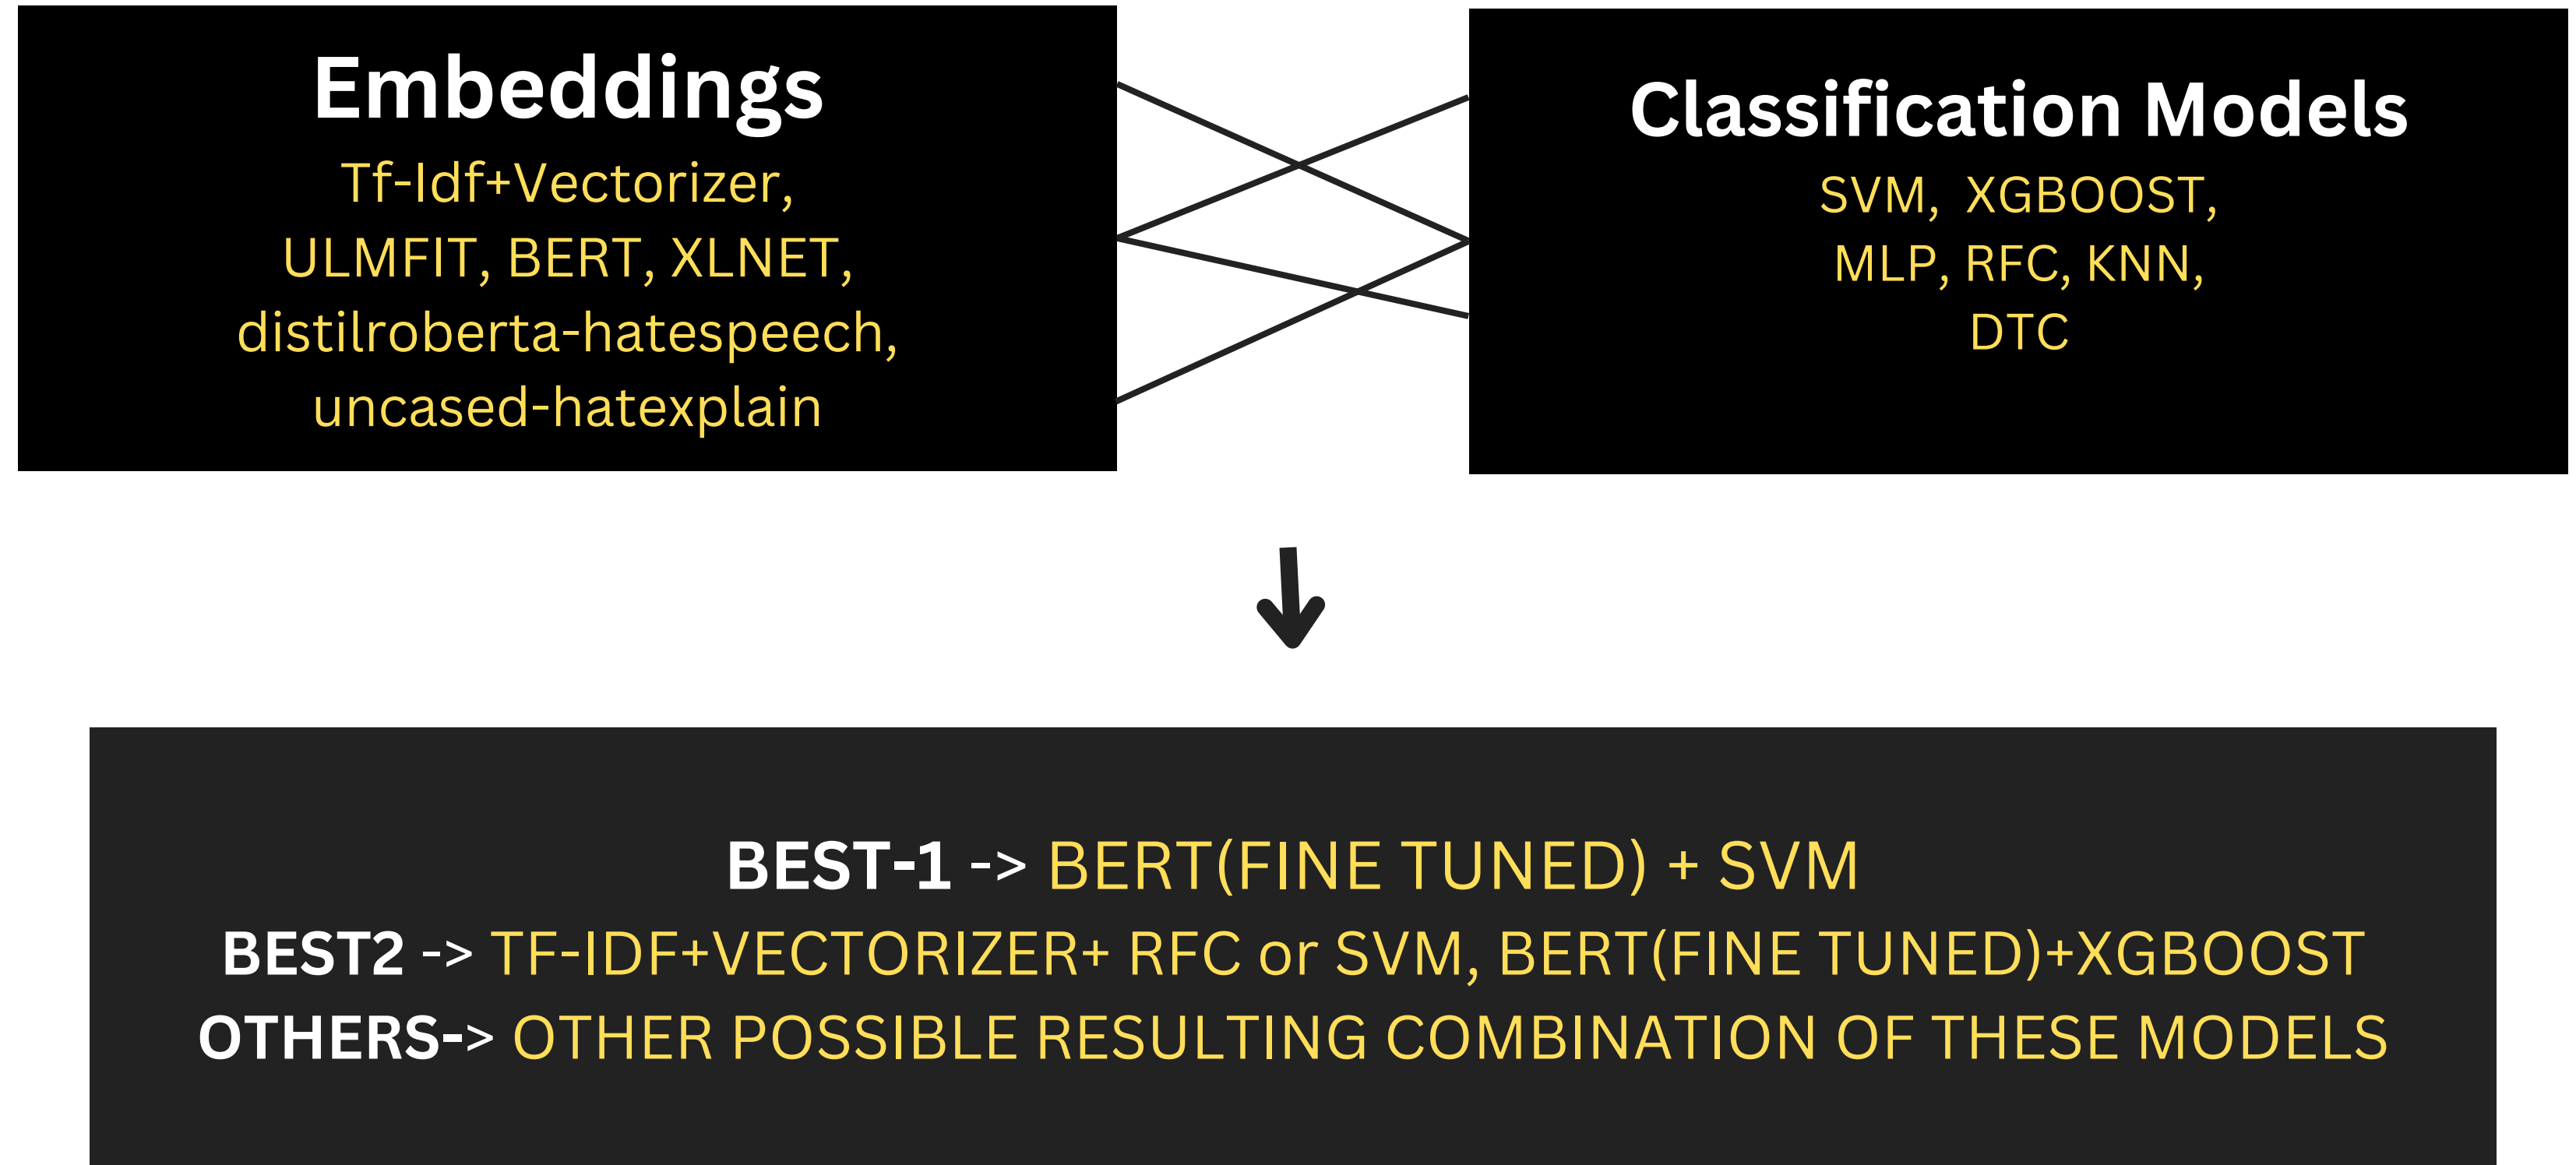 Embeddings
Tf-Idf+Vectorizer,
ULMFIT, BERT, XLNET,
distilroberta-hatespeech,
uncased-hatexplain
Classification Models
SVM, XGBOOST,
MLP, RFC, KNN,
DTC
BEST-1 -> BERT(FINE TUNED) + SVM
BEST2 -> TF-IDF+VECTORIZER+ RFC or SVM, BERT(FINE TUNED)+XGBOOST
OTHERS-> OTHER POSSIBLE RESULTING COMBINATION OF THESE MODELS